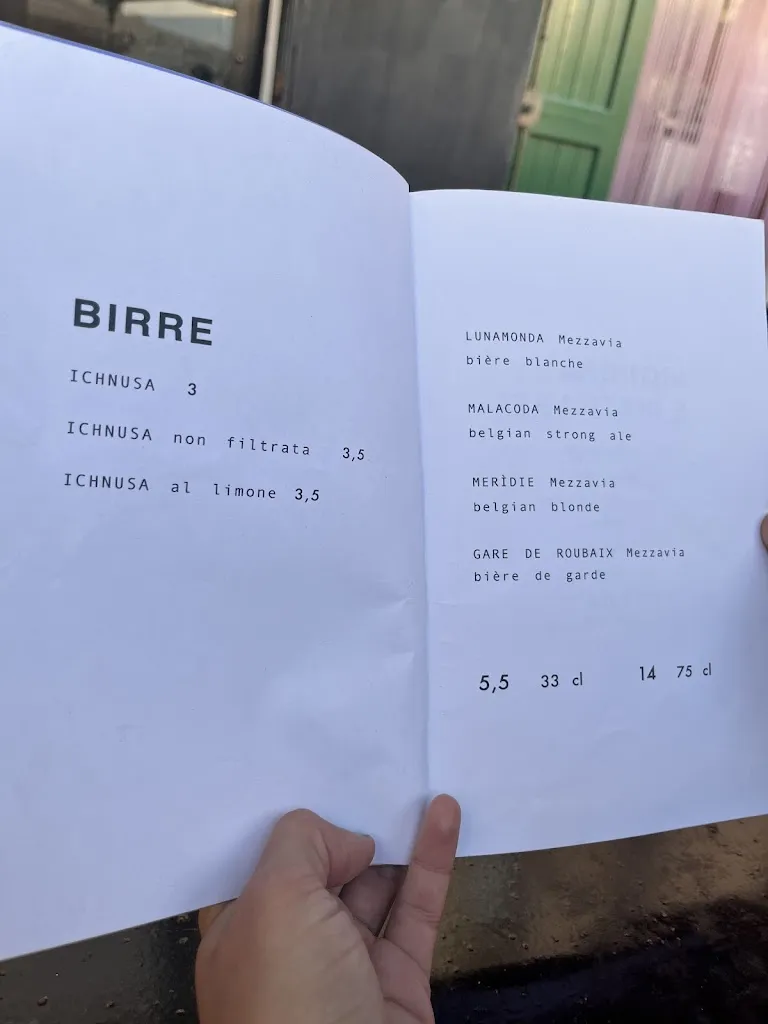 BIRRE
ICHNUSA 3
ICHNUSA non filtrata 3,5
ICHNUSA al limone 3,5
LUNAMONDA Mezzavia
bière blanche
MALACODA Mezzavia
belgian strong ale
MERÌDIE Mezzavia
belgian blonde
GARE DE ROUBAIX Mezzavia
bière de garde
5,5 33 cl 14 75 cl